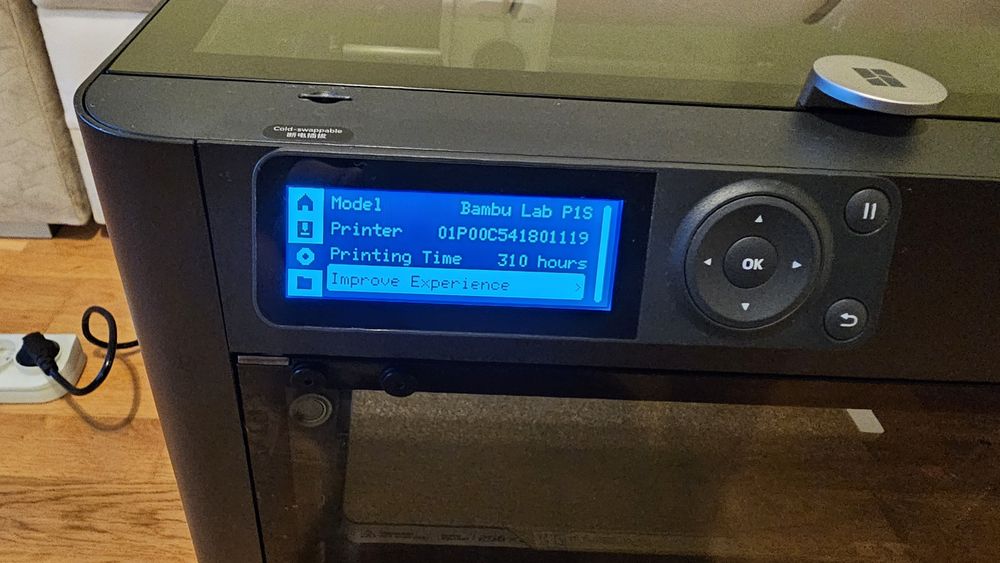 Cold-swappable
断电插拔
Model Bambu Lab P1S
Printer 01P00C541801119
Printing Time 310 hours
Improve Experience >
OK